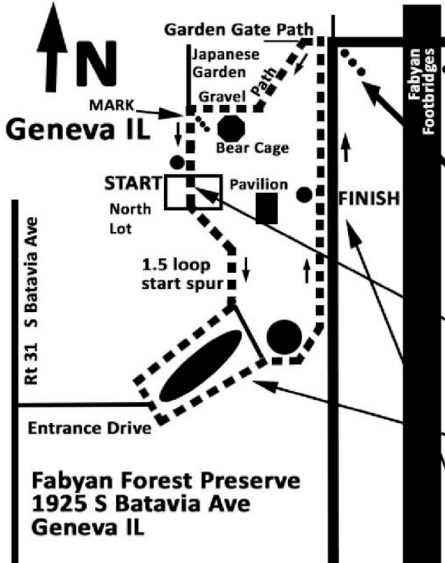 Garden Gate Path
N
Japanese
Garden
Gravel
Path
MARK
Geneva IL
Bear Cage
START
Pavilion
FINISH
North
Lot
1.5 loop
start spur
Rt 31 S Batavia Ave
Entrance Drive
Fabyan
Footbridges
Fabyan Forest Preserve
1925 S Batavia Ave
Geneva IL